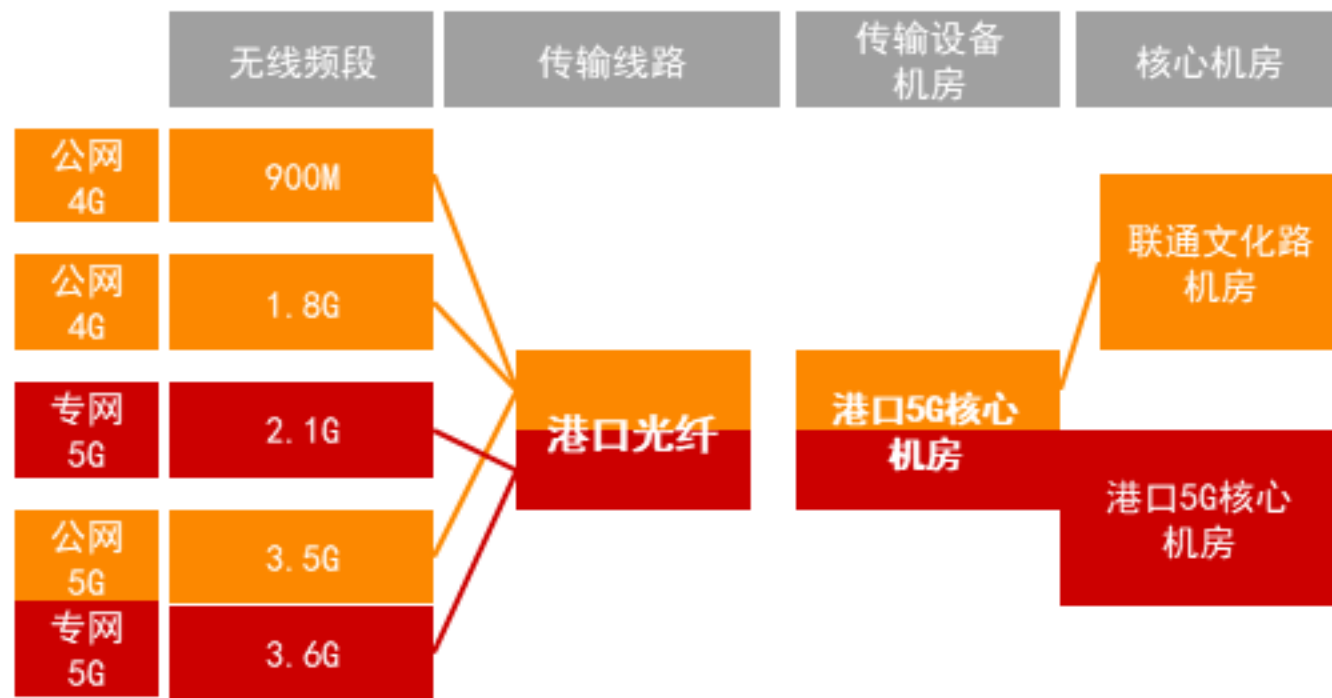 无线频段
传输线路
传输设备
机房
核心机房
公网
4G
900M
公网
4G
1.8G
专网
5G
2.1G
公网
5G
3.5G
专网
5G
3.6G
港口光纤
港口5G核心
机房
联通文化路
机房
港口5G核心
机房